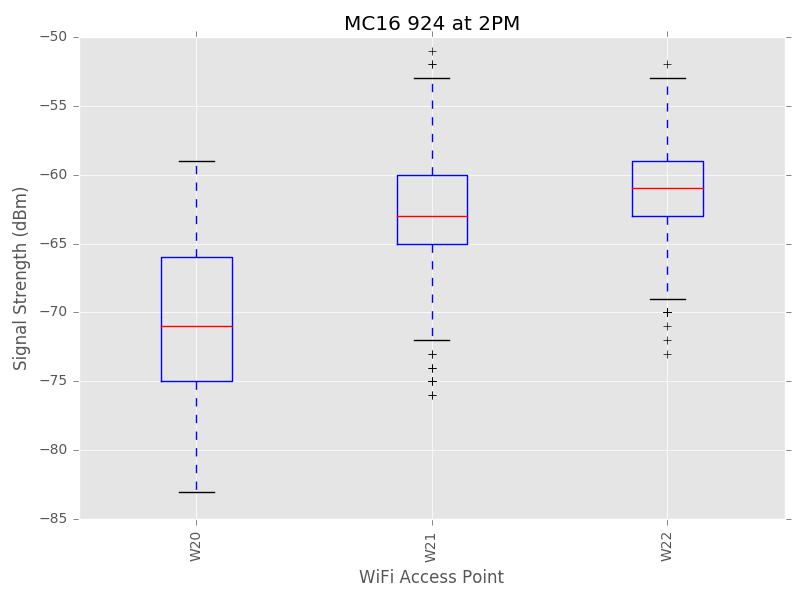 MC16 924 at 2PM
−50
−55
−60
−65
−70
−75
−80
−85
Signal Strength (dBm)
W20
W21
W22
WiFi Access Point